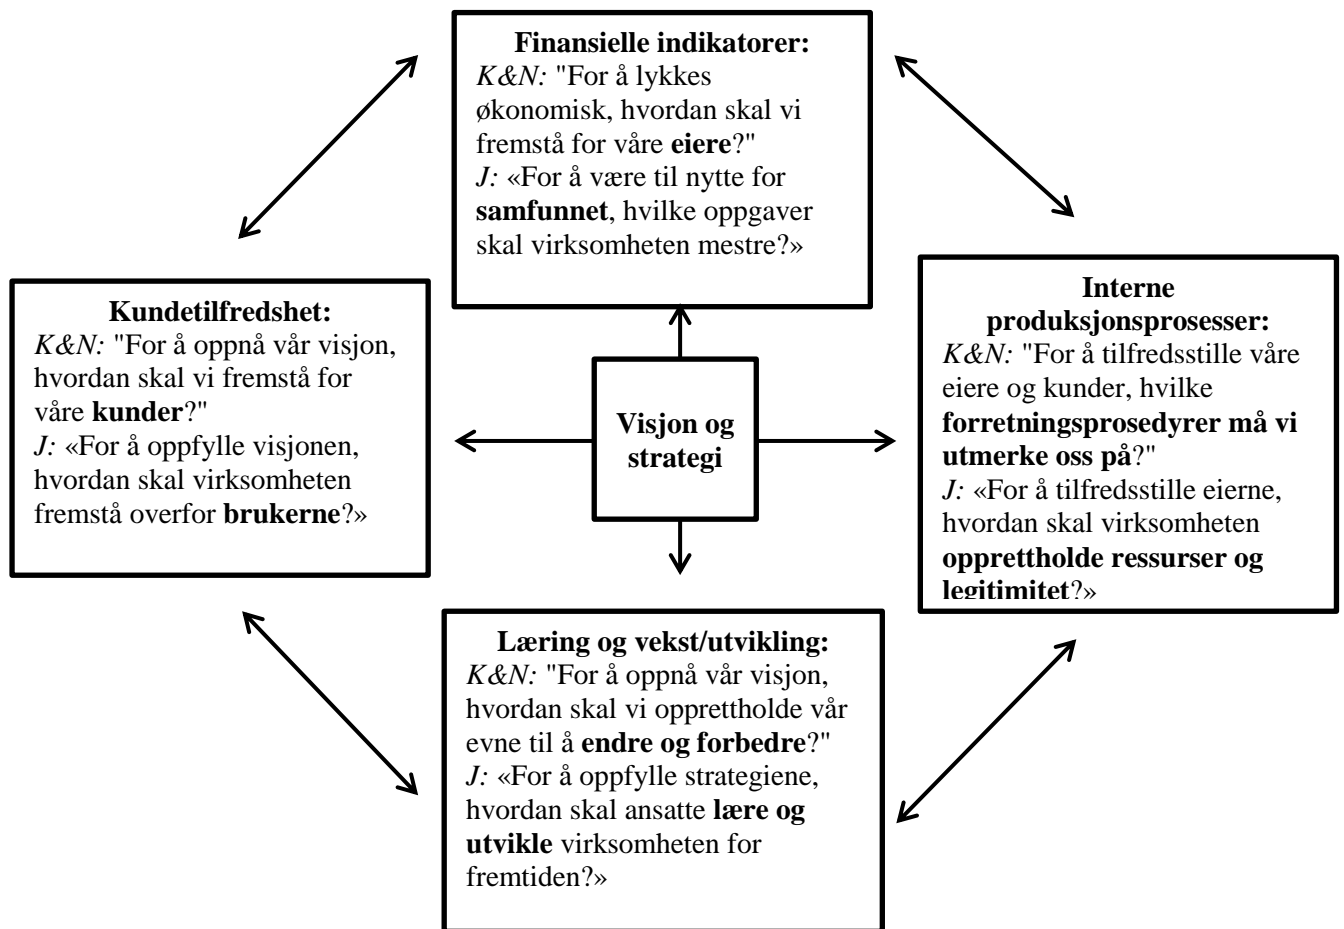 Finansielle indikatorer:
K&N: "For å lykkes
økonomisk, hvordan skal vi
fremstå for våre eiere?"
J: «For å være til nytte for
samfunnet, hvilke oppgaver
skal virksomheten mestre?»
Kundetilfredshet:
K&N: "For å oppnå vår visjon,
hvordan skal vi fremstå for
våre kunder?"
J: «For å oppfylle visjonen,
hvordan skal virksomheten
fremstå overfor brukerne?»
Visjon og
strategi
Interne
produksjonsprosesser:
K&N: "For å tilfredsstille våre
eiere og kunder, hvilke
forretningsprosedyrer må vi
utmerke oss på?"
J: «For å tilfredsstille eierne,
hvordan skal virksomheten
opprettholde ressurser og
legitimitet?»
Læring og vekst/utvikling:
K&N: "For å oppnå vår visjon,
hvordan skal vi opprettholde vår
evne til å endre og forbedre?"
J: «For å oppfylle strategiene,
hvordan skal ansatte lære og
utvikle virksomheten for
fremtiden?»